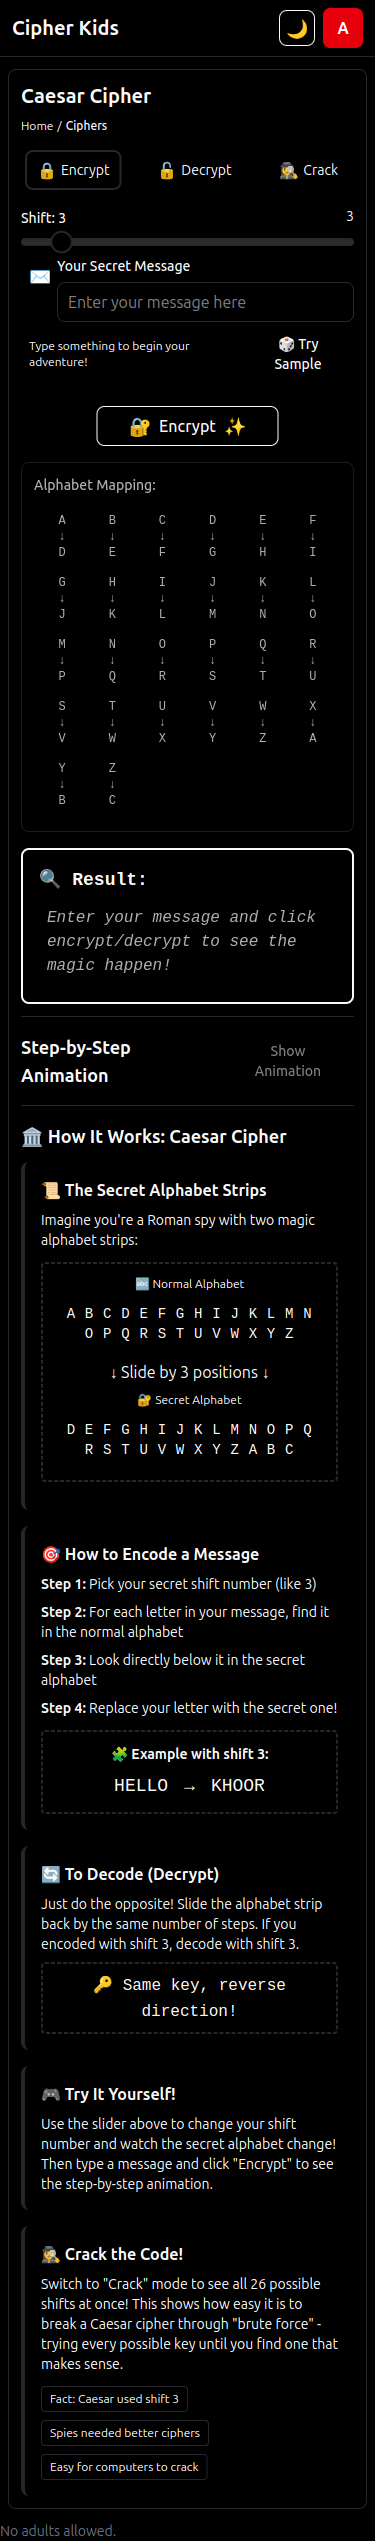 Cipher Kids
A
Caesar Cipher
Home / Ciphers
Encrypt
Decrypt
Crack
Shift: 3
3
Your Secret Message
Enter your message here
Type something to begin your
adventure!
Try
Sample
Encrypt
Alphabet Mapping:
A B C D E F
↓ ↓ ↓ ↓ ↓ ↓
D E F G H I
G H I J K L
↓ ↓ ↓ ↓ ↓ ↓
J K L M N O
M N O P Q R
↓ ↓ ↓ ↓ ↓ ↓
P Q R S T U
S T U V W X
↓ ↓ ↓ ↓ ↓ ↓
V W X Y Z A
Y Z
↓ ↓
B C
Result:
Enter your message and click
encrypt/decrypt to see the
magic happen!
Step-by-Step
Animation
Show
Animation
How It Works: Caesar Cipher
The Secret Alphabet Strips
Imagine you're a Roman spy with two magic
alphabet strips:
Normal Alphabet
A B C D E F G H I J K L M N
O P Q R S T U V W X Y Z
↓ Slide by 3 positions ↓
Secret Alphabet
D E F G H I J K L M N O P Q
R S T U V W X Y Z A B C
How to Encode a Message
Step 1: Pick your secret shift number (like 3)
Step 2: For each letter in your message, find it
in the normal alphabet
Step 3: Look directly below it in the secret
alphabet
Step 4: Replace your letter with the secret one!
Example with shift 3:
HELLO → KHOOR
To Decode (Decrypt)
Just do the opposite! Slide the alphabet strip
back by the same number of steps. If you
encoded with shift 3, decode with shift 3.
Same key, reverse
direction!
Try It Yourself!
Use the slider above to change your shift
number and watch the secret alphabet change!
Then type a message and click "Encrypt" to see
the step-by-step animation.
Crack the Code!
Switch to "Crack" mode to see all 26 possible
shifts at once! This shows how easy it is to
break a Caesar cipher through "brute force" -
trying every possible key until you find one that
makes sense.
Fact: Caesar used shift 3
Spies needed better ciphers
Easy for computers to crack
No adults allowed.